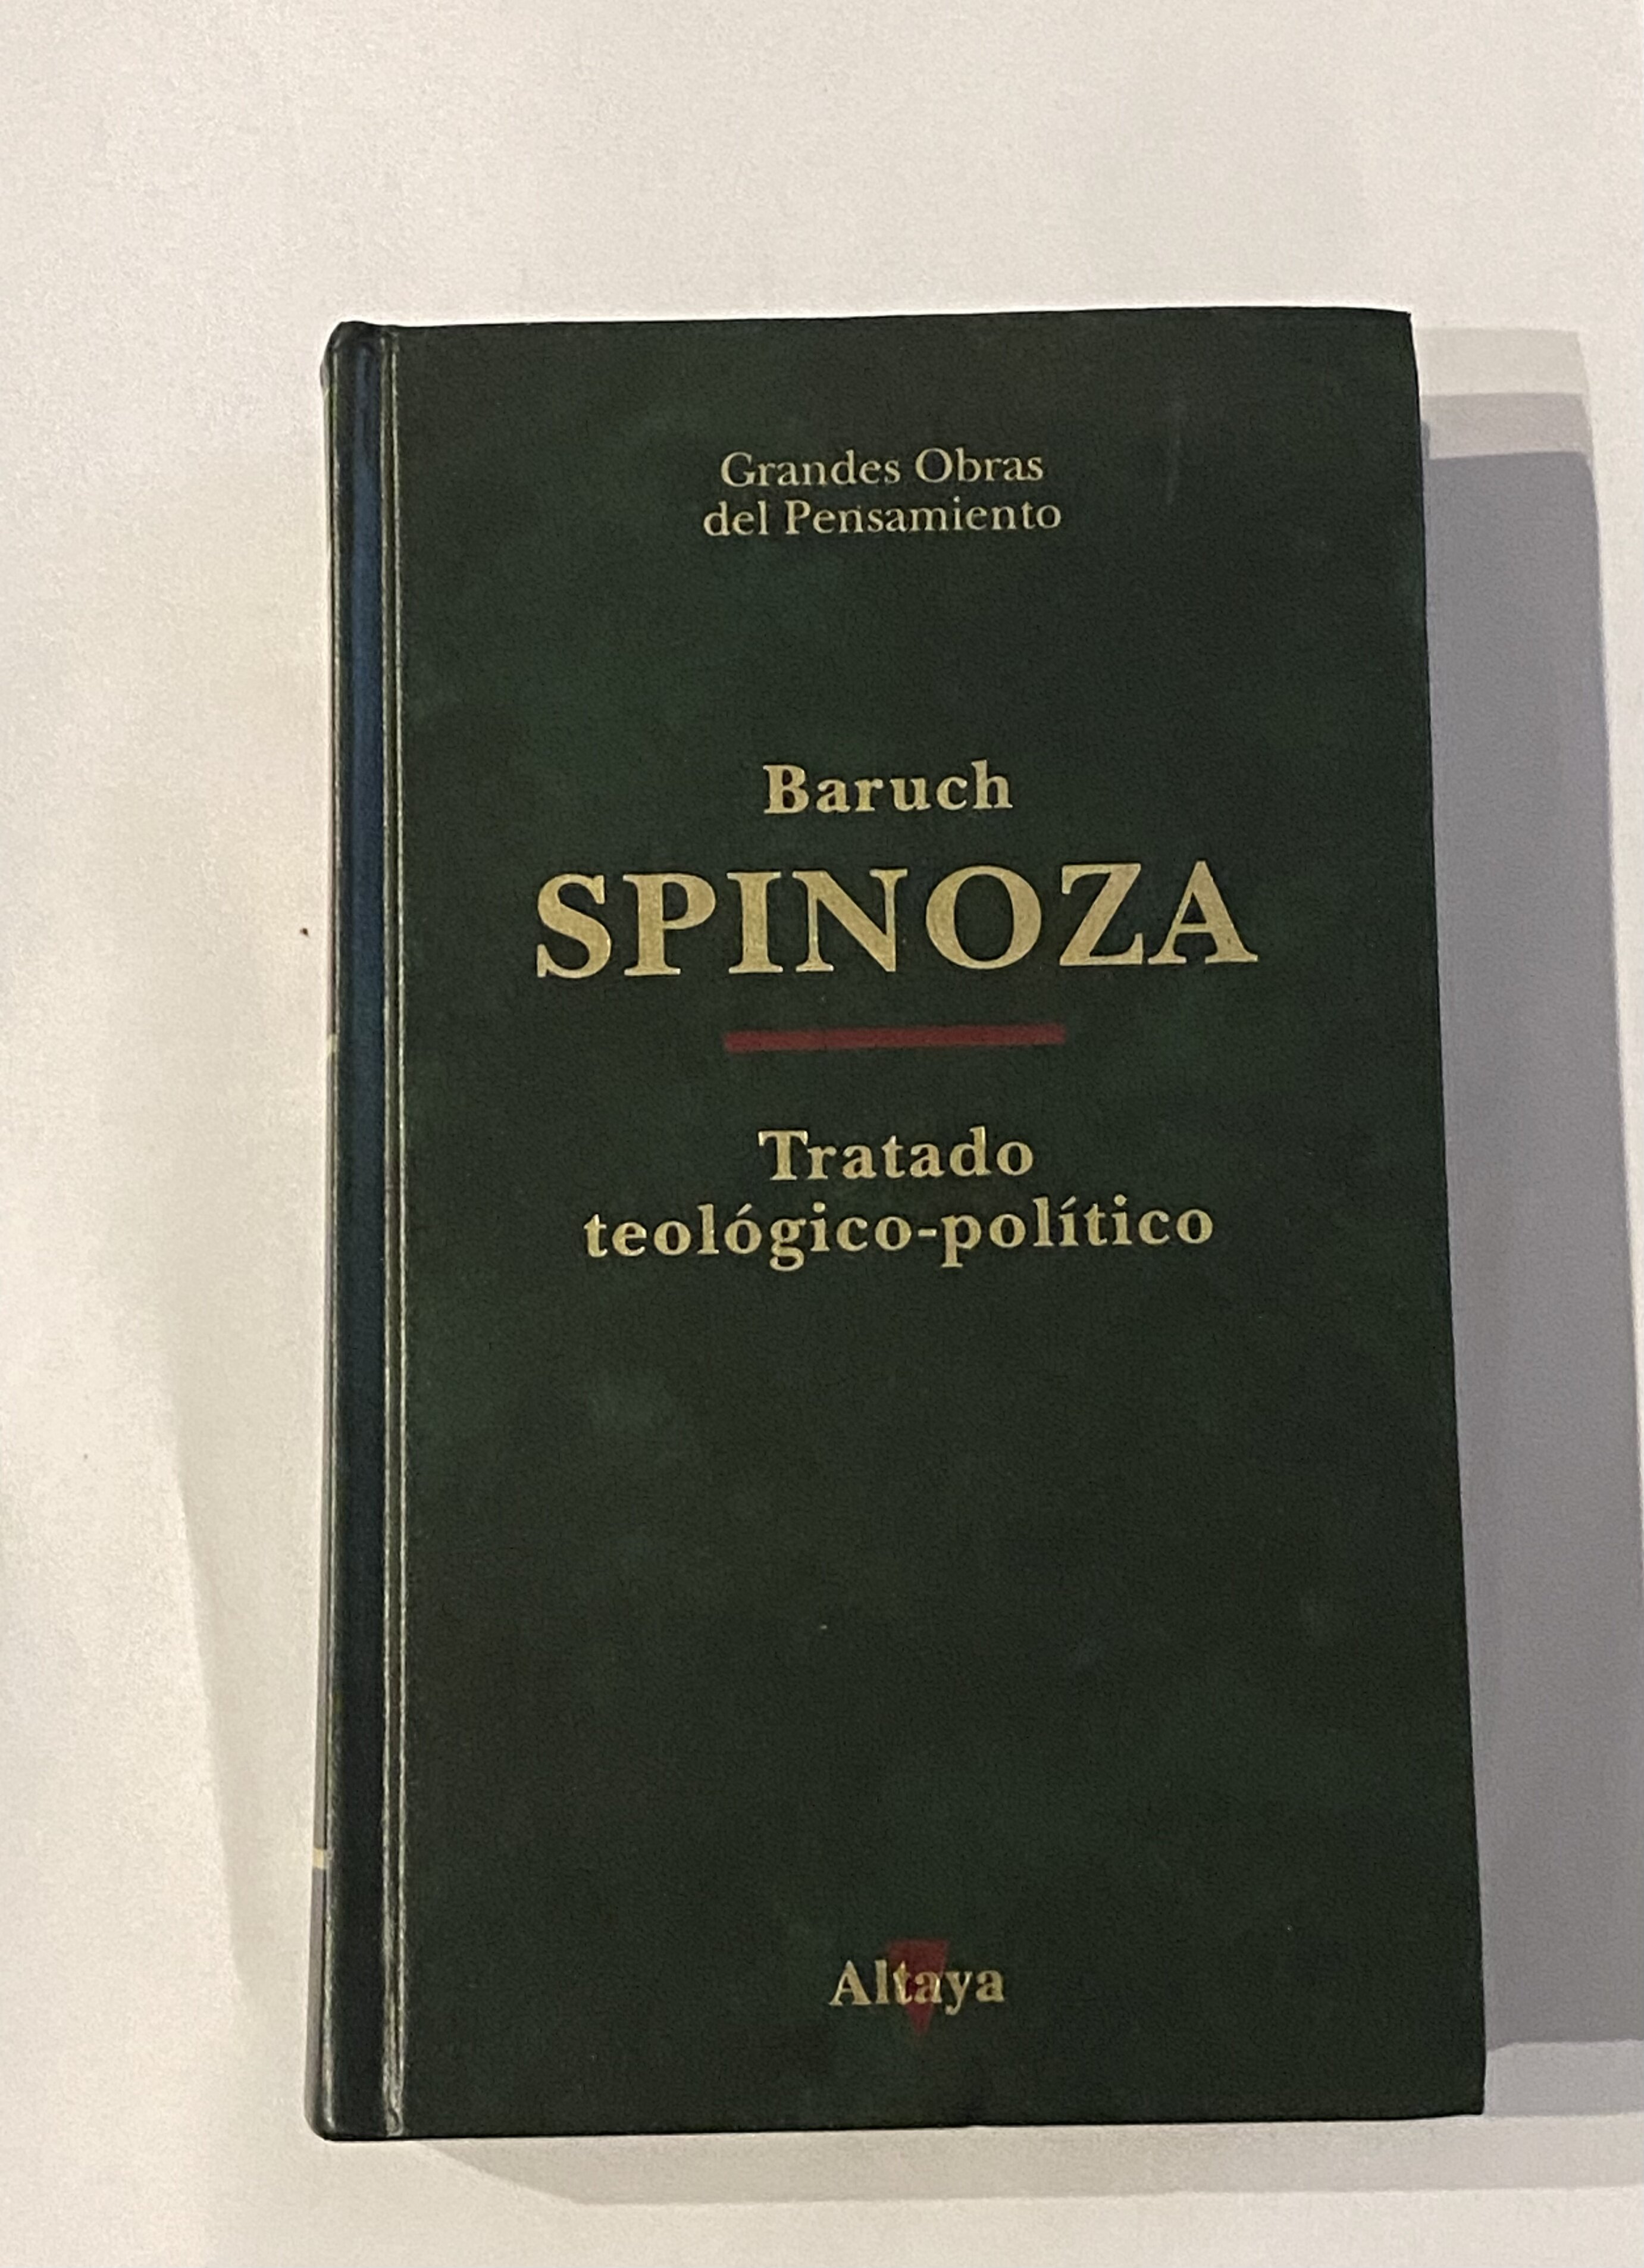 Grandes Obras
del Pensamiento
Baruch
SPINOZA
Tratado
teológico-político
Altaya